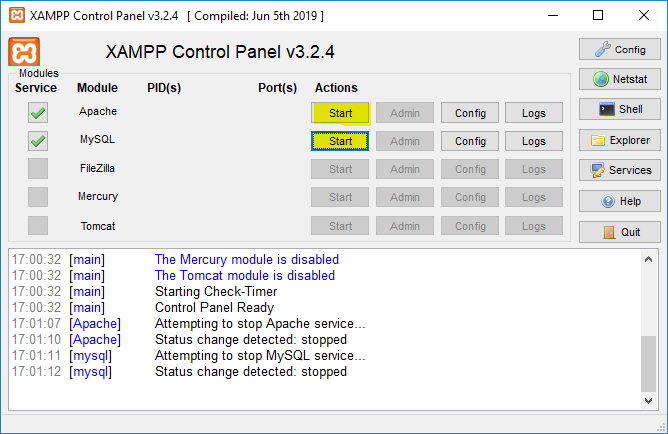 XAMPP Control Panel v3.2.4 [ Compiled: Jun 5th 2019 ]
XAMPP Control Panel v3.2.4
Config
Modules
Service Module PID(s) Port(s) Actions
Netstat
Apache Start Admin Config Logs
Shell
MySQL Start Admin Config Logs
Explorer
FileZilla Start Admin Config Logs
Services
Mercury Start Admin Config Logs
Help
Tomcat Start Admin Config Logs
Quit
17:00:32 [main] The Mercury module is disabled
17:00:32 [main] The Tomcat module is disabled
17:00:32 [main] Starting Check-Timer
17:00:32 [main] Control Panel Ready
17:01:07 [Apache] Attempting to stop Apache service...
17:01:10 [Apache] Status change detected: stopped
17:01:11 [mysql] Attempting to stop MySQL service...
17:01:12 [mysql] Status change detected: stopped